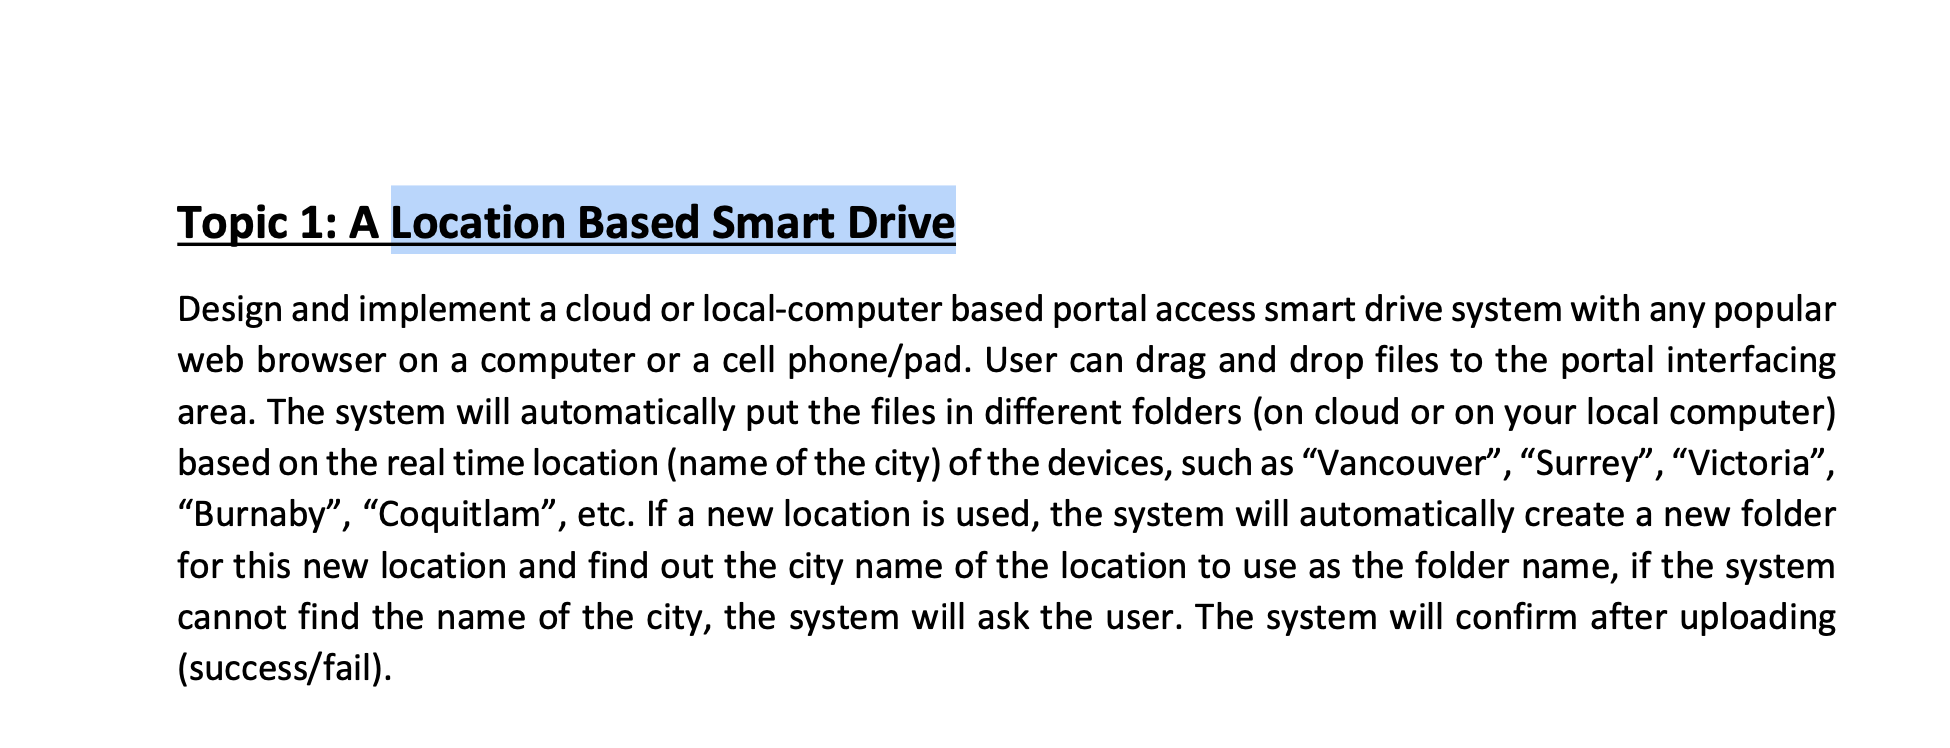 Topic 1: A Location Based Smart Drive
Design and implement a cloud or local-computer based portal access smart drive system with any popular
web browser on a computer or a cell phone/pad. User can drag and drop files to the portal interfacing
area. The system will automatically put the files in different folders (on cloud or on your local computer)
based on the real time location (name of the city) of the devices, such as “Vancouver”, “Surrey”, “Victoria”,
“Burnaby”, “Coquitlam”, etc. If a new location is used, the system will automatically create a new folder
for this new location and find out the city name of the location to use as the folder name, if the system
cannot find the name of the city, the system will ask the user. The system will confirm after uploading
(success/fail).